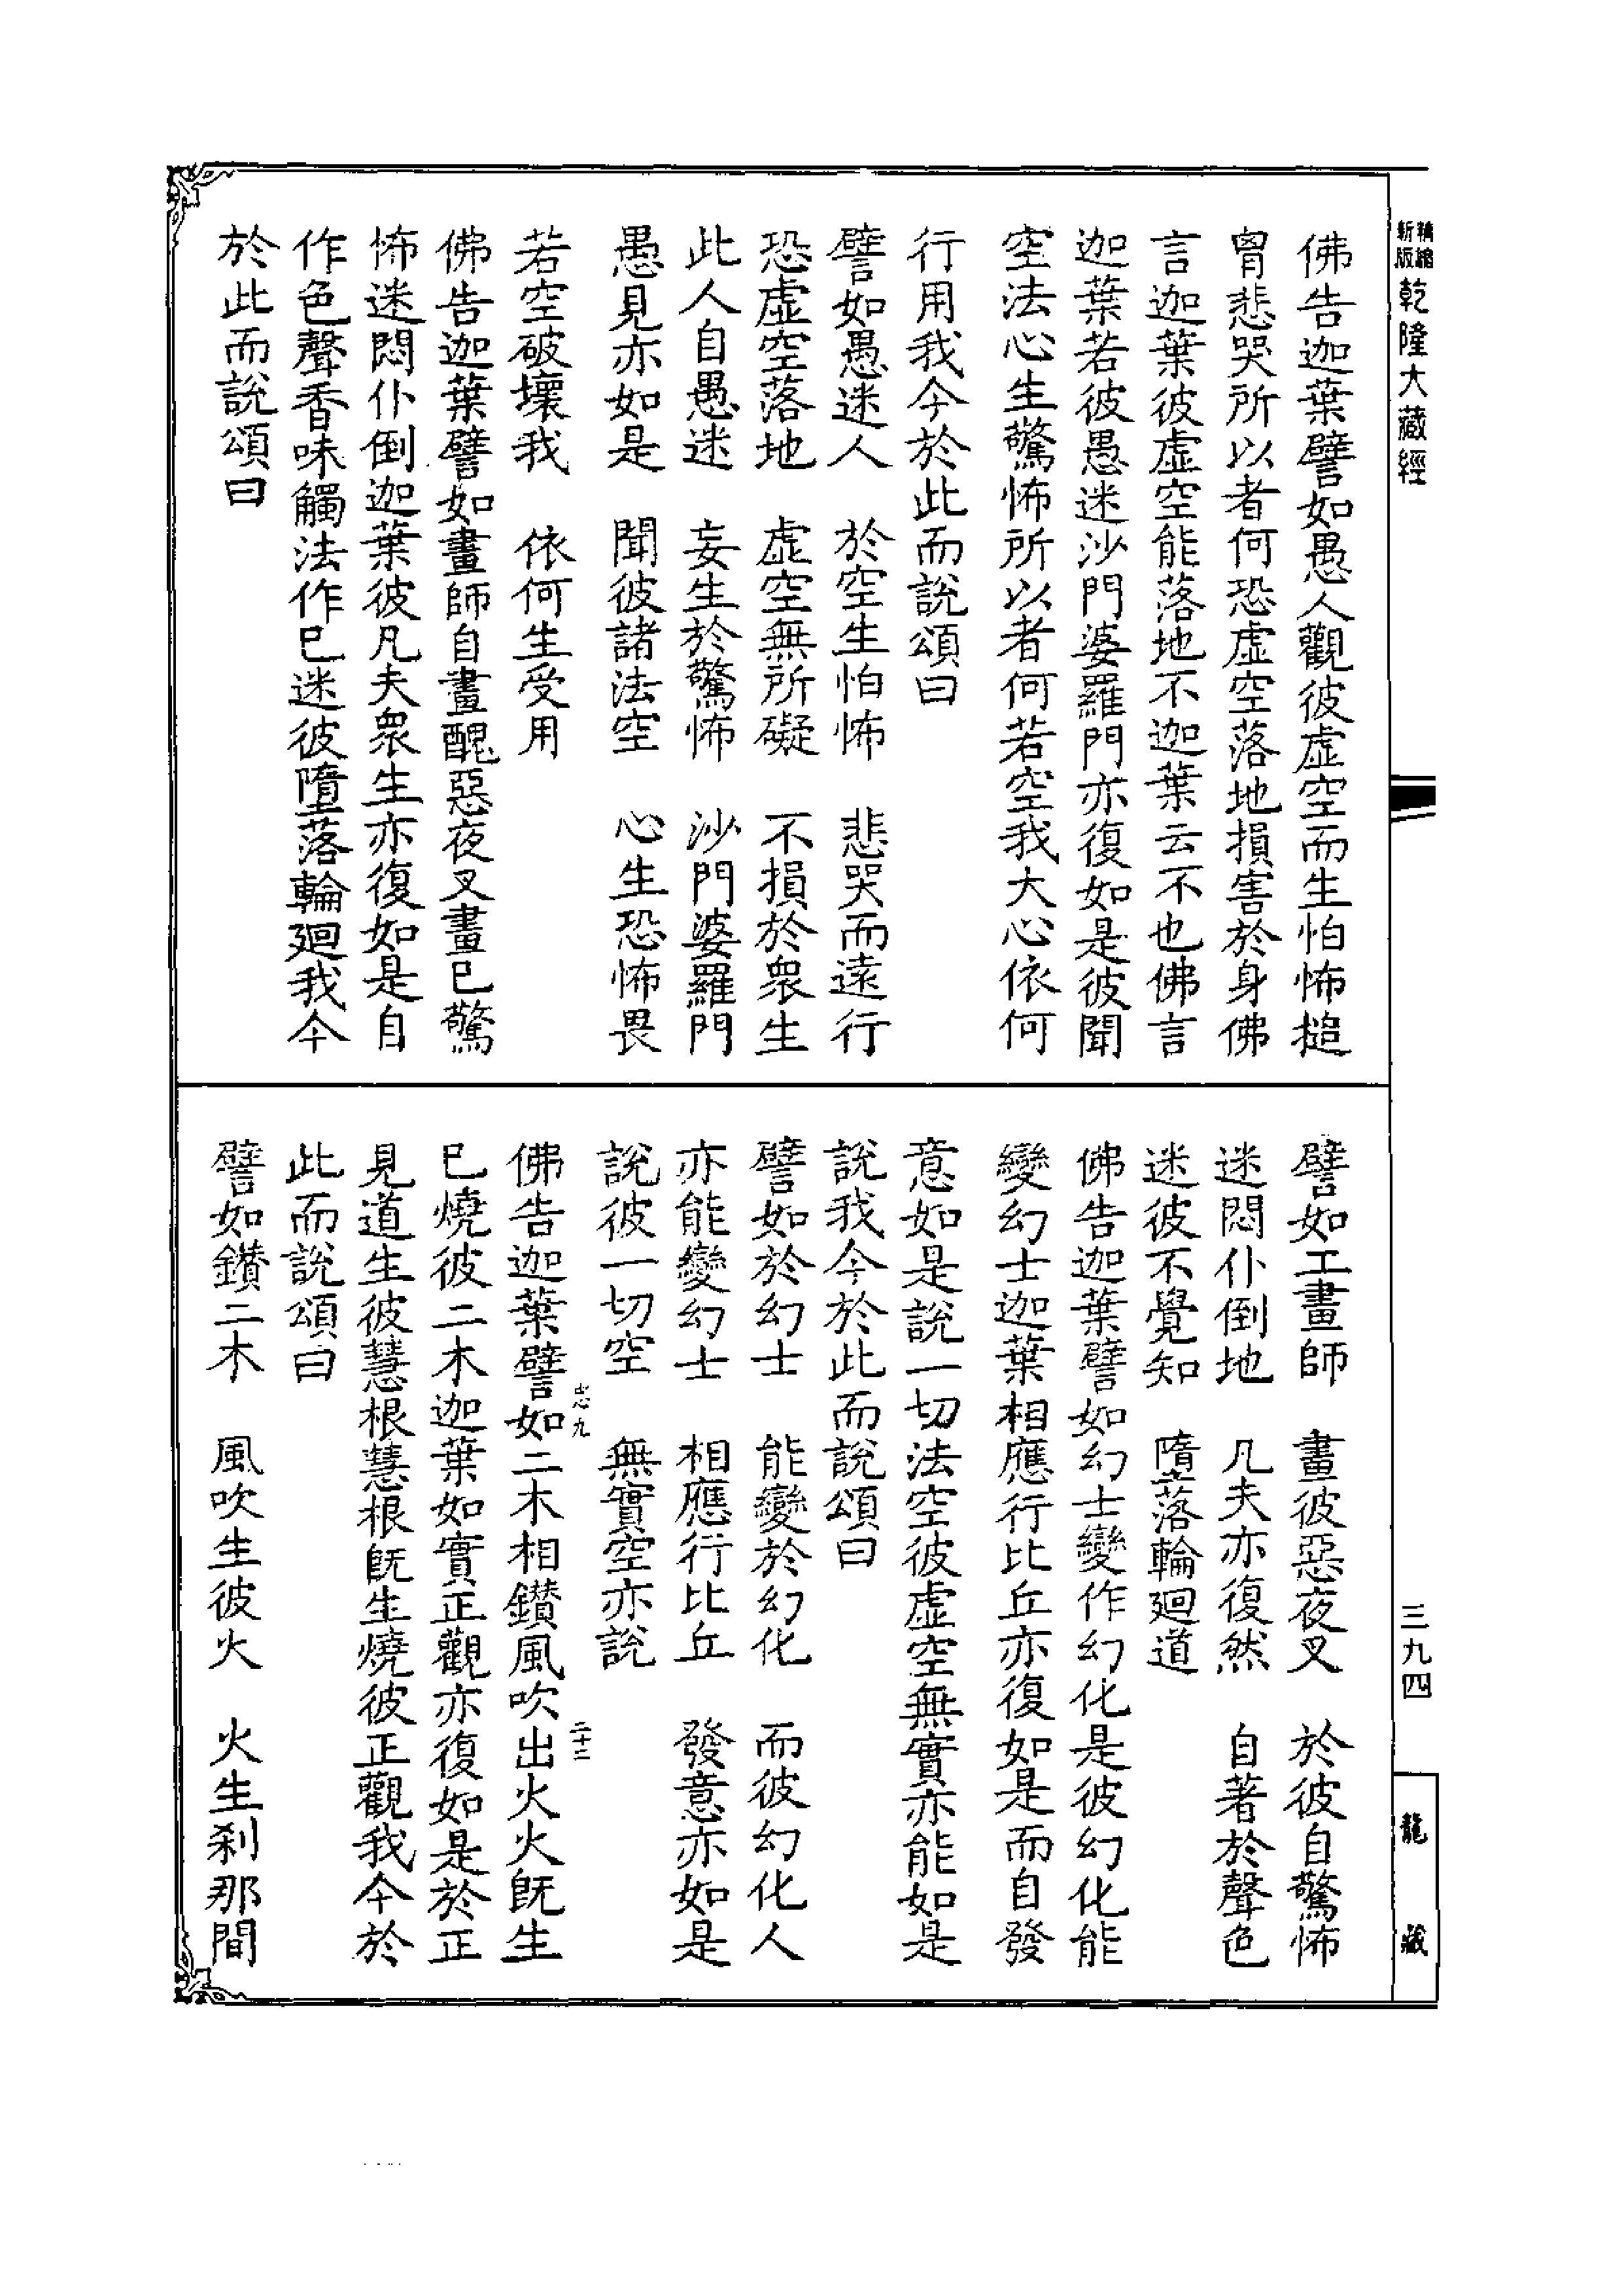 新版精縮
乾隆大藏經
佛告迦葉譬如愚人觀彼虛空而生怕怖搥
胷悲哭所以者何恐虛空落地損害於身佛
言迦葉彼虛空能落地不迦葉云不也佛言
迦葉若彼愚迷沙門婆羅門亦復如是彼聞
空法心生驚怖所以者何若空我大心依何
行用我今於此而說頌曰
譬如愚迷人　於空生怕怖　悲哭而遠行
恐虛空落地　虛空無所礙　不損於衆生
此人自愚迷　妄生於驚怖　沙門婆羅門
愚見亦如是　聞彼諸法空　心生恐怖畏
若空破壞我　依何生受用
佛告迦葉譬如畫師自畫醜惡夜叉畫已驚
怖迷悶仆倒迦葉彼凡夫衆生亦復如是自
作色聲香味觸法作已迷彼墮落輪廻我今
於此而說頌曰
譬如工畫師　畫彼惡夜叉　於彼自驚怖
迷悶仆倒地　凡夫亦復然　自著於聲色
迷彼不覺知　墮落輪廻道
佛告迦葉譬如幻士變作幻化是彼幻化能
變幻士迦葉相應行比丘亦復如是而自發
意如是說一切法空彼虛空無實亦能如是
說我今於此而說頌曰
譬如於幻士　能變於幻化　而彼幻化人
亦能變幻士　相應行比丘　發意亦如是
說彼一切空　無實空亦說
忠九　二十二
佛告迦葉譬如二木相鑚風吹出火火旣生
已燒彼二木迦葉如實正觀亦復如是於正
見道生彼慧根慧根旣生燒彼正觀我今於
此而說頌曰
譬如鑚二木　風吹生彼火　火生剎那間
三九四
龍藏